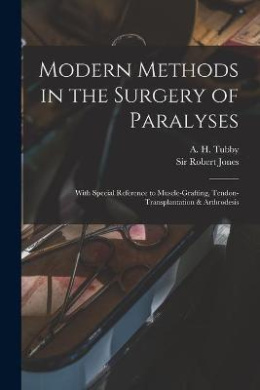 MODERN METHODS
IN THE SURGERY OF
PARALYSES
With Special Reference to Muscle-Grafting, Tendon-
Transplantation & Arthrodesis
A. H. Tubby
Sir Robert Jones